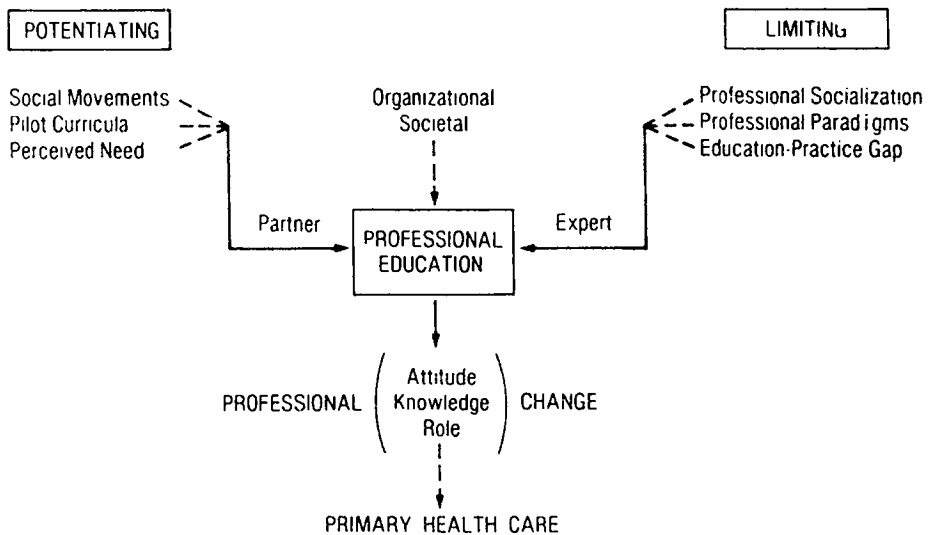 POTENTIATING
LIMITING
Social Movements
Pilot Curricula
Perceived Need
Organizational
Societal
Professional Socialization
Professional Paradigms
Education-Practice Gap
Partner
Expert
PROFESSIONAL
EDUCATION
Attitude
PROFESSIONAL Knowledge CHANGE
Role
PRIMARY HEALTH CARE